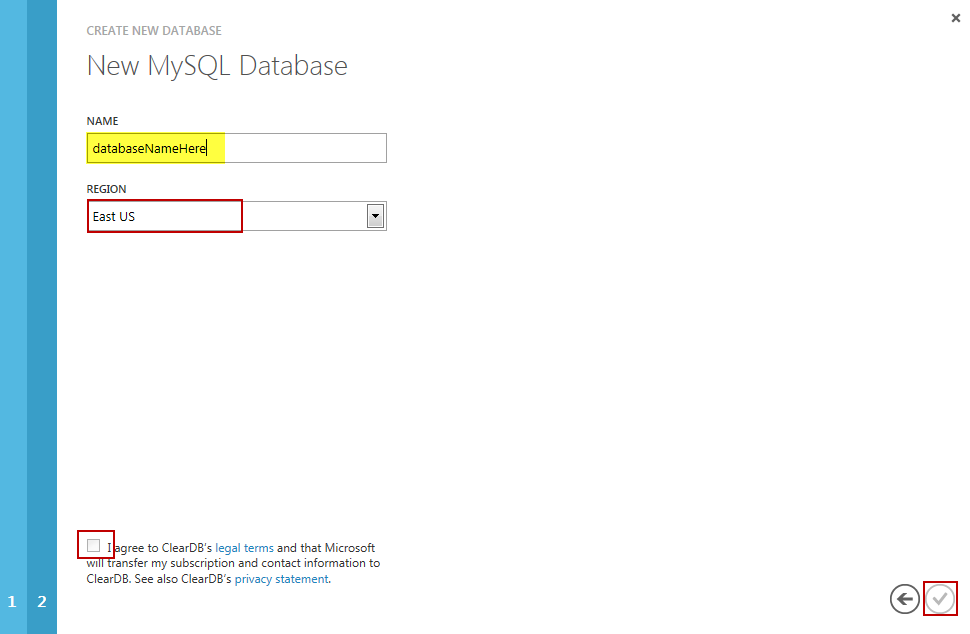 CREATE NEW DATABASE
New MySQL Database
NAME
databaseNameHere
REGION
East US
I agree to ClearDB's legal terms and that Microsoft
will transfer my subscription and contact information to
ClearDB. See also ClearDB's privacy statement.
1 2